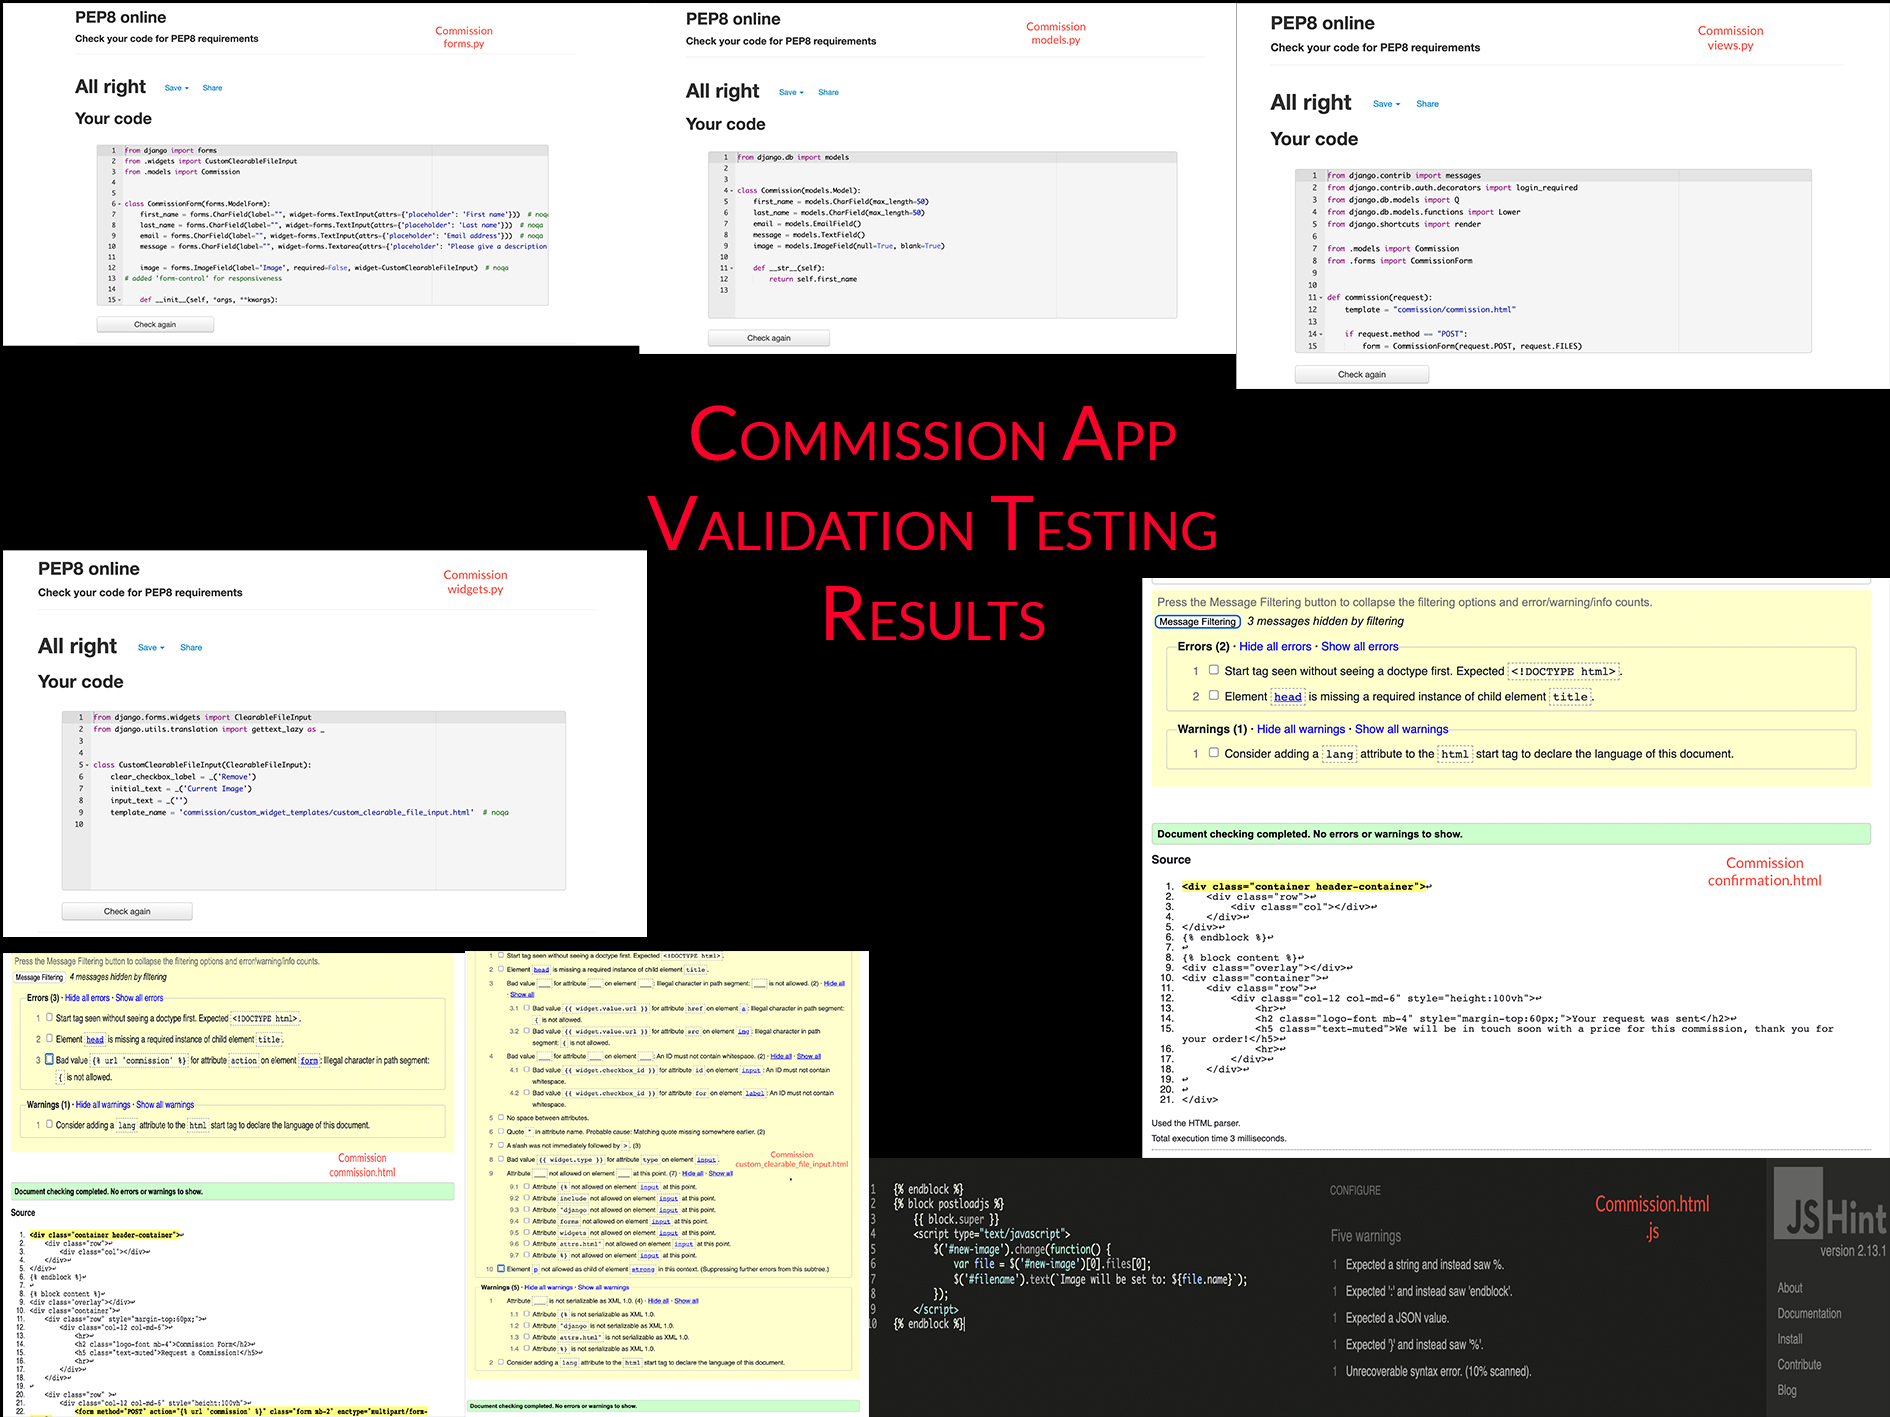 PEP8 online
Check your code for PEP8 requirements
Commission
forms.py
All right
Save
Share
Your code
1 from django import forms
2 from .widgets import CustomClearableFileInput
3 from .models import Commission
4
5
6 class CommissionForm(forms.ModelForm):
7 first_name = forms.CharField(label="", widget=forms.TextInput(attrs={'placeholder': 'First name'})) # noqa
8 last_name = forms.CharField(label="", widget=forms.TextInput(attrs={'placeholder': 'Last name'})) # noqa
9 email = forms.CharField(label="", widget=forms.TextInput(attrs={'placeholder': 'Email address'})) # noqa
10 message = forms.CharField(label="", widget=forms.Textarea(attrs={'placeholder': 'Please give a description
11
12 image = forms.ImageField(label='Image', required=False, widget=CustomClearableFileInput) # noqa
13 # added 'form-control' for responsiveness
14
15 def __init__(self, *args, **kwargs):
Check again
PEP8 online
Check your code for PEP8 requirements
Commission
models.py
All right
Save
Share
Your code
1 from django.db import models
2
3
4 class Commission(models.Model):
5 first_name = models.CharField(max_length=50)
6 last_name = models.CharField(max_length=50)
7 email = models.EmailField()
8 message = models.TextField()
9 image = models.ImageField(null=True, blank=True)
10
11 def __str__(self):
12 return self.first_name
13
Check again
PEP8 online
Check your code for PEP8 requirements
Commission
views.py
All right
Save
Share
Your code
1 from django.contrib import messages
2 from django.contrib.auth.decorators import login_required
3 from django.db.models import Q
4 from django.db.models.functions import Lower
5 from django.shortcuts import render
6
7 from .models import Commission
8 from .forms import CommissionForm
9
10
11 def commission(request):
12 template = "commission/commission.html"
13
14 if request.method == "POST":
15 form = CommissionForm(request.POST, request.FILES)
Check again
Commission App
Validation Testing
Results
PEP8 online
Check your code for PEP8 requirements
Commission
widgets.py
All right
Save
Share
Your code
1 from django.forms.widgets import ClearableFileInput
2 from django.utils.translation import gettext_lazy as _
3
4
5 class CustomClearableFileInput(ClearableFileInput):
6 clear_checkbox_label = _('Remove')
7 initial_text = _('Current Image')
8 input_text = _('')
9 template_name = 'commission/custom_widget_templates/custom_clearable_file_input.html' # noqa
10
Check again
Press the Message Filtering button to collapse the filtering options and error/warning/info counts.
Message Filtering 3 messages hidden by filtering
Errors (2) · Hide all errors · Show all errors
1 Start tag seen without seeing a doctype first. Expected <!DOCTYPE html>.
2 Element head is missing a required instance of child element title.
Warnings (1) · Hide all warnings · Show all warnings
1 Consider adding a lang attribute to the html start tag to declare the language of this document.
Document checking completed. No errors or warnings to show.
Source
Commission
confirmation.html
1. <div class="container header-container">↩
2. <div class="row">↩
3. <div class="col"></div>↩
4. </div>↩
5. </div>↩
6. {% endblock %}↩
7. ↩
8. {% block content %}↩
9. <div class="overlay"></div>↩
10. <div class="container">↩
11. <div class="row">↩
12. <div class="col-12 col-md-6" style="height:100vh">↩
13. <hr>↩
14. <h2 class="logo-font mb-4" style="margin-top:60px;">Your request was sent</h2>↩
15. <h5 class="text-muted">We will be in touch soon with a price for this commission, thank you for
your order!</h5>↩
16. <hr>↩
17. </div>↩
18. </div>↩
19. ↩
20. ↩
21. </div>
Used the HTML parser.
Total execution time 3 milliseconds.
Press the Message Filtering button to collapse the filtering options and error/warning/info counts.
Message Filtering 4 messages hidden by filtering
Errors (3) · Hide all errors · Show all errors
1 Start tag seen without seeing a doctype first. Expected <!DOCTYPE html>.
2 Element head is missing a required instance of child element title.
3 Bad value {% url 'commission' %} for attribute action on element form: Illegal character in path segment:
{ is not allowed.
Warnings (1) · Hide all warnings · Show all warnings
1 Consider adding a lang attribute to the html start tag to declare the language of this document.
Commission
commission.html
Document checking completed. No errors or warnings to show.
Source
1. <div class="container header-container">↩
2. <div class="row">↩
3. <div class="col"></div>↩
4. </div>↩
5. </div>↩
6. {% endblock %}↩
7. ↩
8. {% block content %}↩
9. <div class="overlay"></div>↩
10. <div class="container">↩
11. <div class="row" style="margin-top:60px;">↩
12. <div class="col-12 col-md-6">↩
13. <hr>↩
14. <h2 class="logo-font mb-4">Commission Form</h2>↩
15. <h5 class="text-muted">Request a Commission!</h5>↩
16. <hr>↩
17. </div>↩
18. </div>↩
19. ↩
20. <div class="row" >↩
21. <div class="col-12 col-md-6" style="height:100vh">↩
22. <form method="POST" action="{% url 'commission' %}" class="form mb-2" enctype="multipart/form-
1 Start tag seen without seeing a doctype first. Expected <!DOCTYPE html>.
2 Element head is missing a required instance of child element title.
3 Bad value ___ for attribute ___ on element ___: Illegal character in path segment: ___ is not allowed. (2) · Hide all
· Show all
3.1 Bad value {{ widget.value.url }} for attribute href on element a: Illegal character in path segment:
{ is not allowed.
3.2 Bad value {{ widget.value.url }} for attribute src on element img: Illegal character in path
segment: { is not allowed.
4 Bad value ___ for attribute ___ on element ___: An ID must not contain whitespace. (2) · Hide all · Show all
4.1 Bad value {{ widget.checkbox_id }} for attribute id on element input: An ID must not contain
whitespace.
4.2 Bad value {{ widget.checkbox_id }} for attribute for on element label: An ID must not contain
whitespace.
5 No space between attributes.
6 Quote " in attribute name. Probable cause: Matching quote missing somewhere earlier. (2)
7 A slash was not immediately followed by >. (3)
8 Bad value {{ widget.type }} for attribute type on element input.
Commission
custom_clearable_file_input.html
9 Attribute ___ not allowed on element ___ at this point. (7) · Hide all · Show all
9.1 Attribute {% not allowed on element input at this point.
9.2 Attribute include not allowed on element input at this point.
9.3 Attribute "django not allowed on element input at this point.
9.4 Attribute forms not allowed on element input at this point.
9.5 Attribute widgets not allowed on element input at this point.
9.6 Attribute attrs.html" not allowed on element input at this point.
9.7 Attribute %} not allowed on element input at this point.
10 Element p not allowed as child of element strong in this context. (Suppressing further errors from this subtree.)
Warnings (5) · Hide all warnings · Show all warnings
1 Attribute ___ is not serializable as XML 1.0. (4) · Hide all · Show all
1.1 Attribute {% is not serializable as XML 1.0.
1.2 Attribute "django is not serializable as XML 1.0.
1.3 Attribute attrs.html" is not serializable as XML 1.0.
1.4 Attribute %} is not serializable as XML 1.0.
2 Consider adding a lang attribute to the html start tag to declare the language of this document.
Document checking completed. No errors or warnings to show.
1 {% endblock %}
2 {% block postloadjs %}
3 {{ block.super }}
4 <script type="text/javascript">
5 $('#new-image').change(function() {
6 var file = $('#new-image')[0].files[0];
7 $('#filename').text(`Image will be set to: ${file.name}`);
8 });
9 </script>
10 {% endblock %}
CONFIGURE
Five warnings
1 Expected a string and instead saw %.
1 Expected ':' and instead saw 'endblock'.
1 Expected a JSON value.
1 Expected '}' and instead saw '%'.
1 Unrecoverable syntax error. (10% scanned).
Commission.html
.js
JSHint
version 2.13.1
About
Documentation
Install
Contribute
Blog